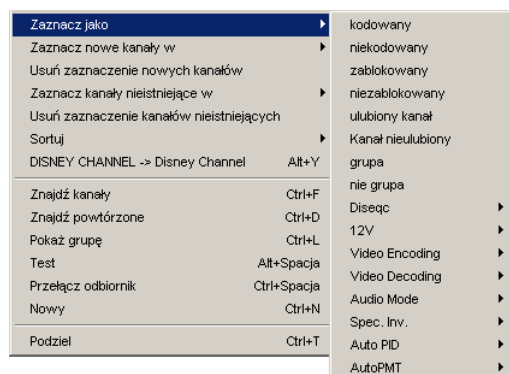 Zaznacz jako
Zaznacz nowe kanały w
Usuń zaznaczenie nowych kanałów
Zaznacz kanały nieistniejące w
Usuń zaznaczenie kanałów nieistniejących
Sortuj
DISNEY CHANNEL -> Disney Channel Alt+Y
Znajdź kanały Ctrl+F
Znajdź powtórzone Ctrl+D
Pokaż grupę Ctrl+L
Test Alt+Spacja
Przełącz odbiornik Ctrl+Spacja
Nowy Ctrl+N
Podziel Ctrl+T
kodowany
niekodowany
zablokowany
niezablokowany
ulubiony kanał
Kanał nieulubiony
grupa
nie grupa
Diseqc
12V
Video Encoding
Video Decoding
Audio Mode
Spec. Inv.
Auto PID
AutoPMT